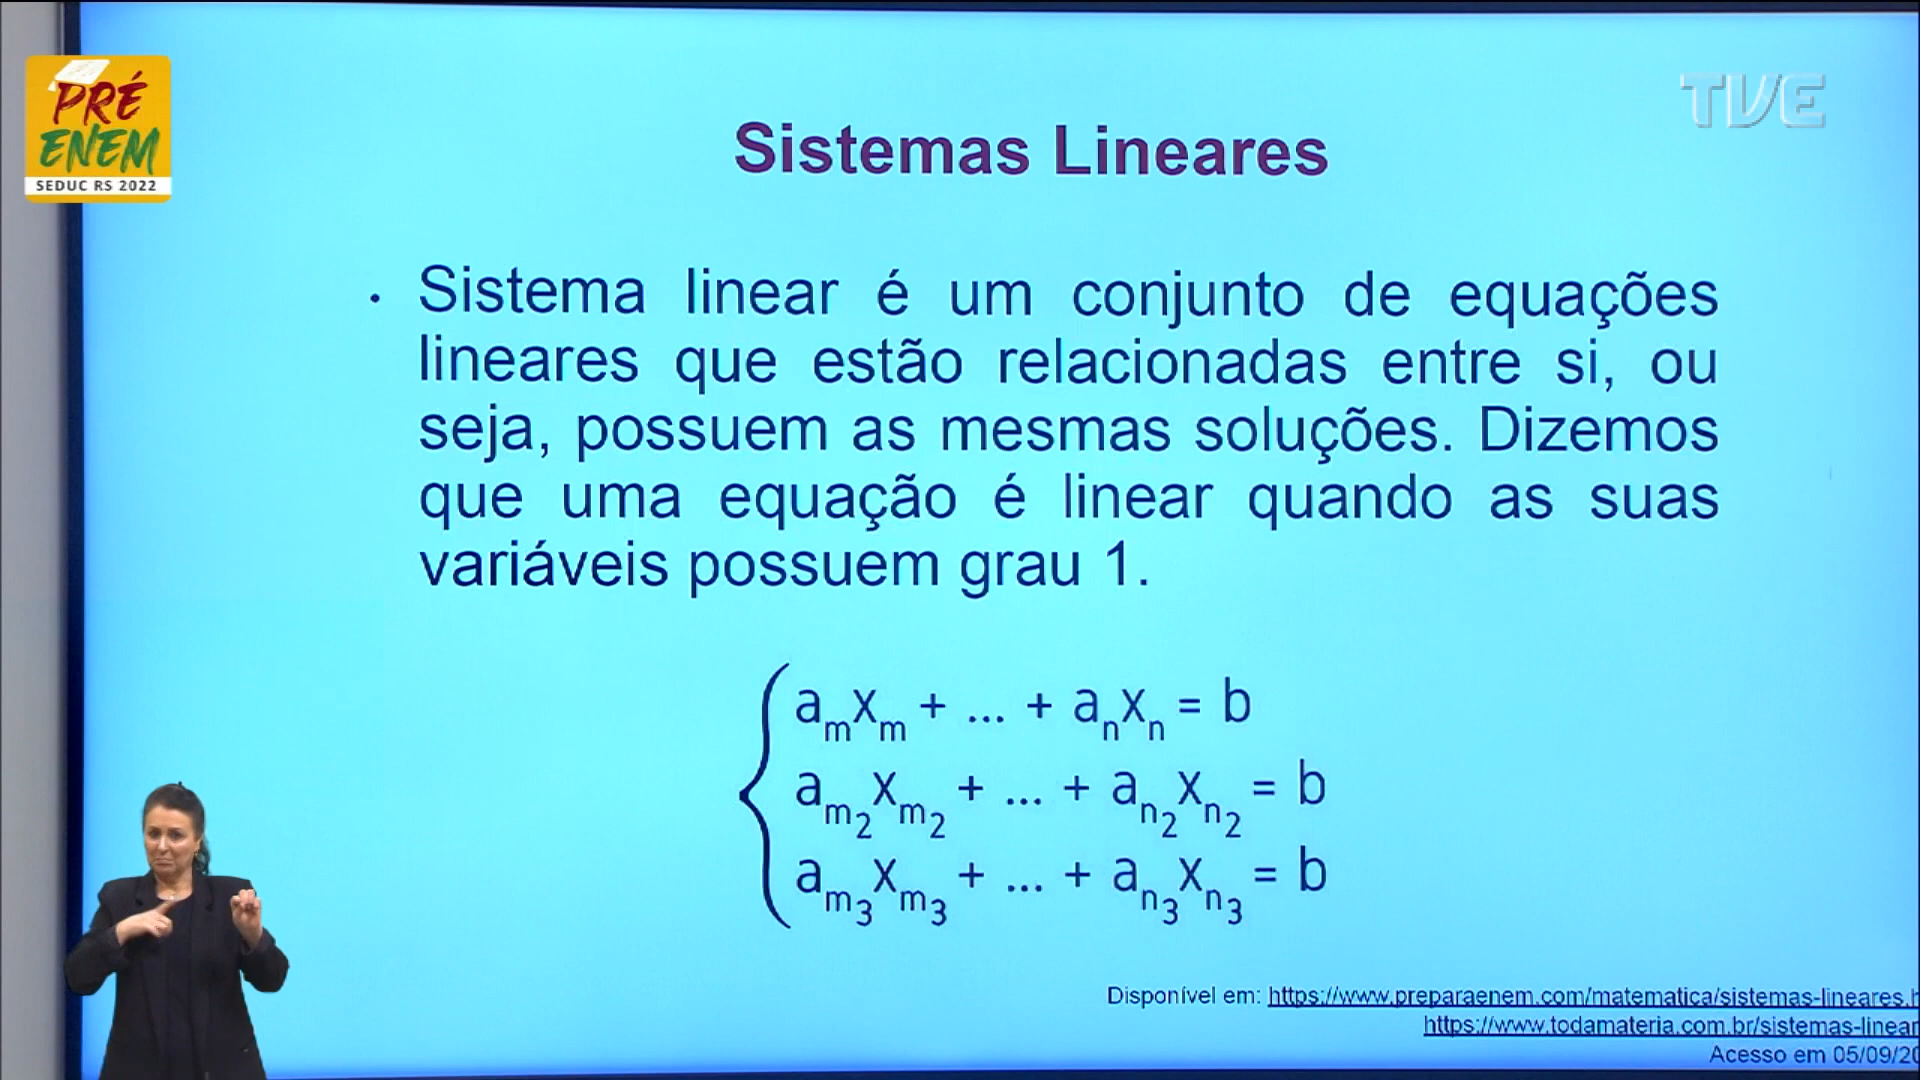 PRÉ
ENEM
SEDUC RS 2022
TVE
Sistemas Lineares
• Sistema linear é um conjunto de equações
lineares que estão relacionadas entre si, ou
seja, possuem as mesmas soluções. Dizemos
que uma equação é linear quando as suas
variáveis possuem grau 1.
aₘxₘ + ... + aₙxₙ = b
aₘ₂xₘ₂ + ... + aₙ₂xₙ₂ = b
aₘ₃xₘ₃ + ... + aₙ₃xₙ₃ = b
Disponível em: https://www.preparaenem.com/matematica/sistemas-lineares.h
https://www.todamateria.com.br/sistemas-linear
Acesso em 05/09/20